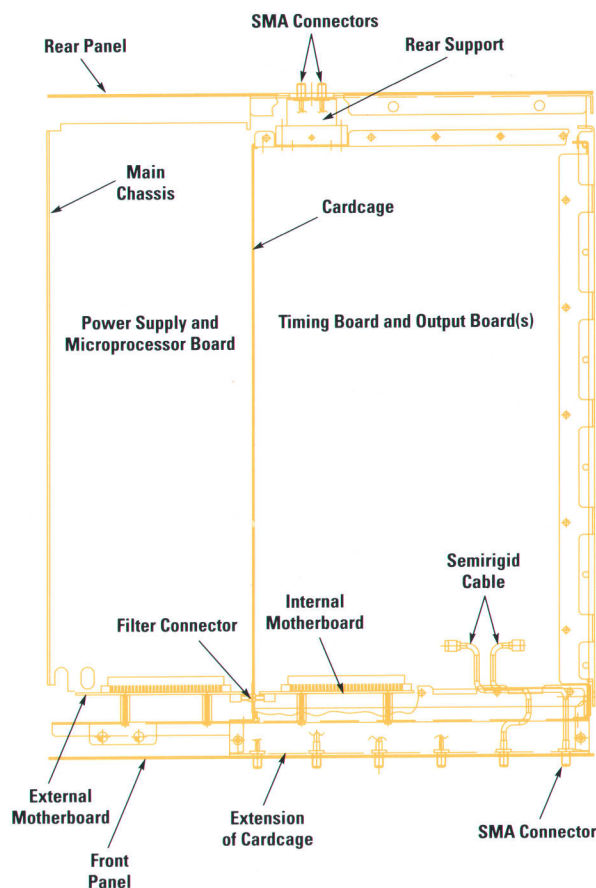 SMA Connectors
Rear Panel
Rear Support
Main
Chassis
Cardcage
Power Supply and
Microprocessor Board
Timing Board and Output Board(s)
Semirigid
Cable
Internal
Motherboard
Filter Connector
External
Motherboard
Extension
of Cardcage
SMA Connector
Front
Panel